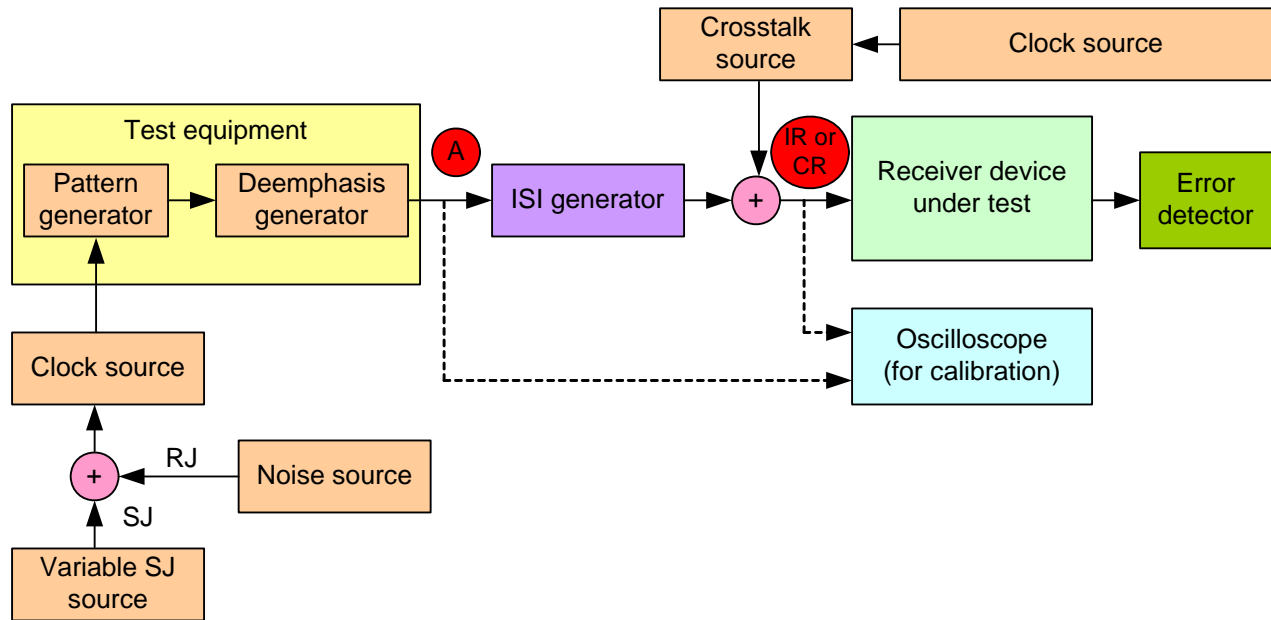 Crosstalk
source
Clock source
Test equipment
Pattern
generator
Deemphasis
generator
A
ISI generator
+
IR or
CR
Receiver device
under test
Error
detector
Clock source
Oscilloscope
(for calibration)
+
RJ
Noise source
SJ
Variable SJ
source